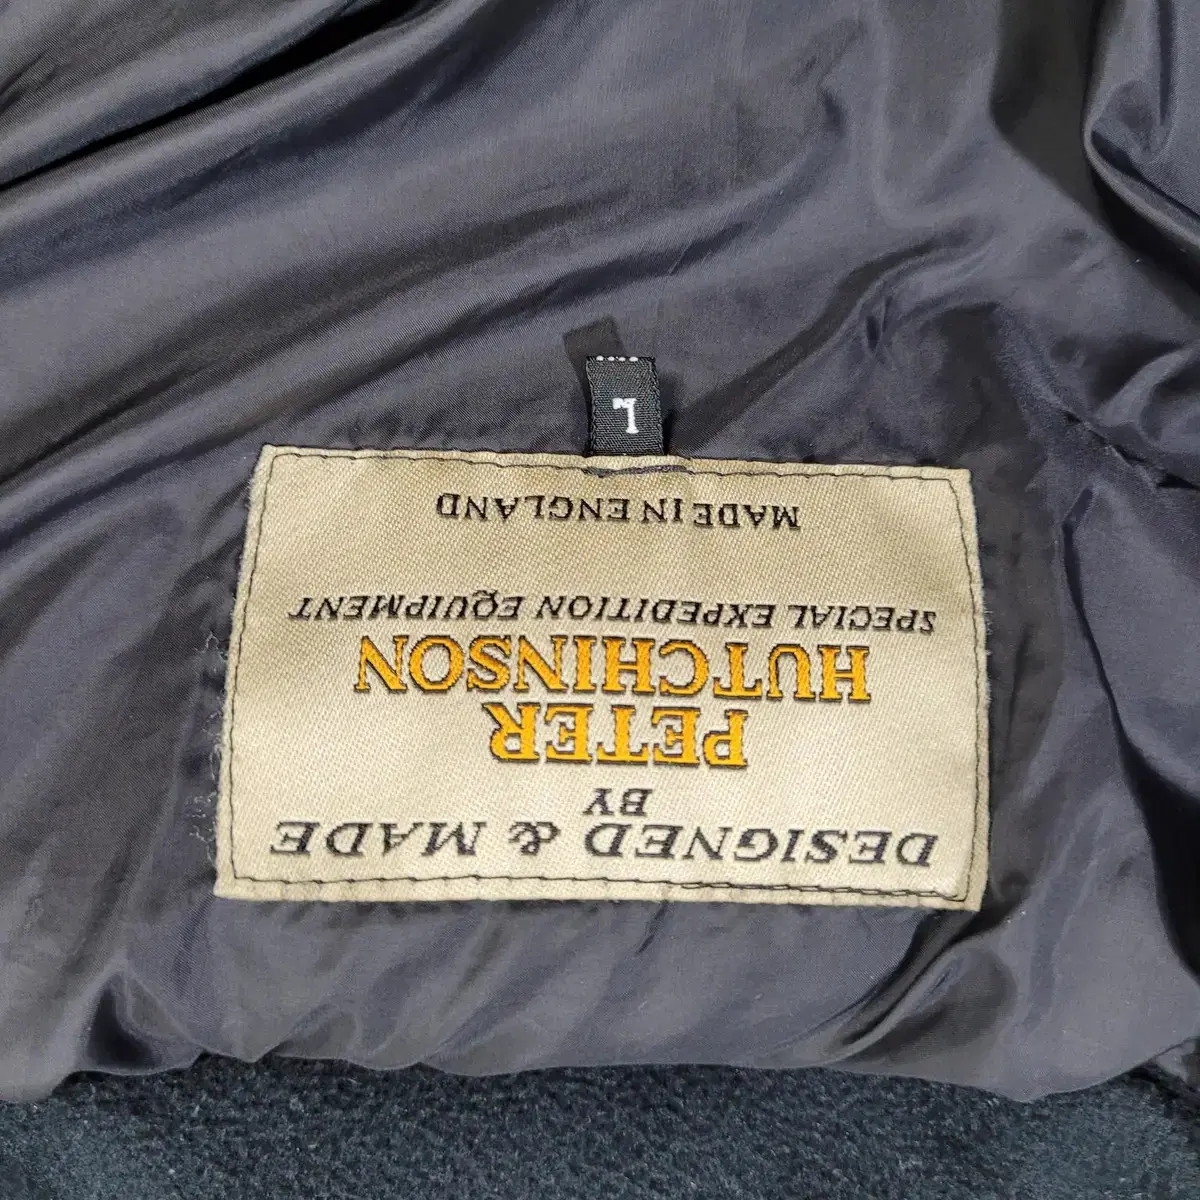 DESIGNED & MADE
BY
PETER
HUTCHINSON
SPECIAL EXPEDITION EQUIPMENT
MADE IN ENGLAND
L